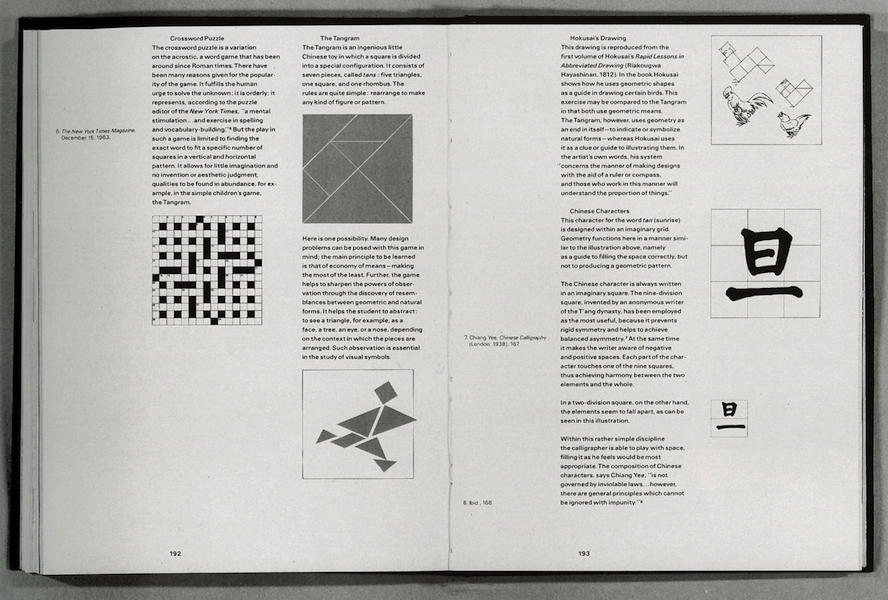 Crossword Puzzle
The crossword puzzle is a variation
on the acrostic, a word game that has been
around since Roman times. There have
been many reasons given for the popular-
ity of the game. It fulfills the human
urge to solve the unknown; it is orderly; it
represents, according to the puzzle
editor of the New York Times, "a mental
stimulation...and exercise in spelling
and vocabulary-building."⁶ But the play in
such a game is limited to finding the
exact word to fit a specific number of
squares in a vertical and horizontal
pattern. It allows for little imagination and
no invention or aesthetic judgment,
qualities to be found in abundance, for ex-
ample, in the simple children's game,
the Tangram.
6. The New York Times Magazine,
December 15, 1963.
192
The Tangram
The Tangram is an ingenious little
Chinese toy in which a square is divided
into a special configuration. It consists of
seven pieces, called tans: five triangles,
one square, and one rhombus. The
rules are quite simple: rearrange to make
any kind of figure or pattern.
Here is one possibility. Many design
problems can be posed with this game in
mind; the main principle to be learned
is that of economy of means—making
the most of the least. Further, the game
helps to sharpen the powers of obser-
vation through the discovery of resem-
blances between geometric and natural
forms. It helps the student to abstract:
to see a triangle, for example, as a
face, a tree, an eye, or a nose, depending
on the context in which the pieces are
arranged. Such observation is essential
in the study of visual symbols.
Hokusai's Drawing
This drawing is reproduced from the
first volume of Hokusai's Rapid Lessons in
Abbreviated Drawing (Riakougwa
Hayashinan, 1812). In the book Hokusai
shows how he uses geometric shapes
as a guide in drawing certain birds. This
exercise may be compared to the Tangram
in that both use geometric means.
The Tangram, however, uses geometry as
an end in itself—to indicate or symbolize
natural forms—whereas Hokusai uses
it as a clue or guide to illustrating them. In
the artist's own words, his system
"concerns the manner of making designs
with the aid of a ruler or compass,
and those who work in this manner will
understand the proportion of things."
Chinese Characters
This character for the word tan (sunrise)
is designed within an imaginary grid.
Geometry functions here in a manner simi-
lar to the illustration above, namely
as a guide to filling the space correctly, but
not to producing a geometric pattern.
The Chinese character is always written
in an imaginary square. The nine-division
square, invented by an anonymous writer
of the T'ang dynasty, has been employed
as the most useful, because it prevents
rigid symmetry and helps to achieve
balanced asymmetry.⁷ At the same time
it makes the writer aware of negative
and positive spaces. Each part of the char-
acter touches one of the nine squares,
thus achieving harmony between the two
elements and the whole.
7. Chiang Yee, Chinese Calligraphy
(London, 1938), 167.
In a two-division square, on the other hand,
the elements seem to fall apart, as can be
seen in this illustration.
Within this rather simple discipline
the calligrapher is able to play with space,
filling it as he feels would be most
appropriate. The composition of Chinese
characters, says Chiang Yee, "is not
governed by inviolable laws...however,
there are general principles which cannot
be ignored with impunity."⁸
8. Ibid., 168.
193
旦
旦